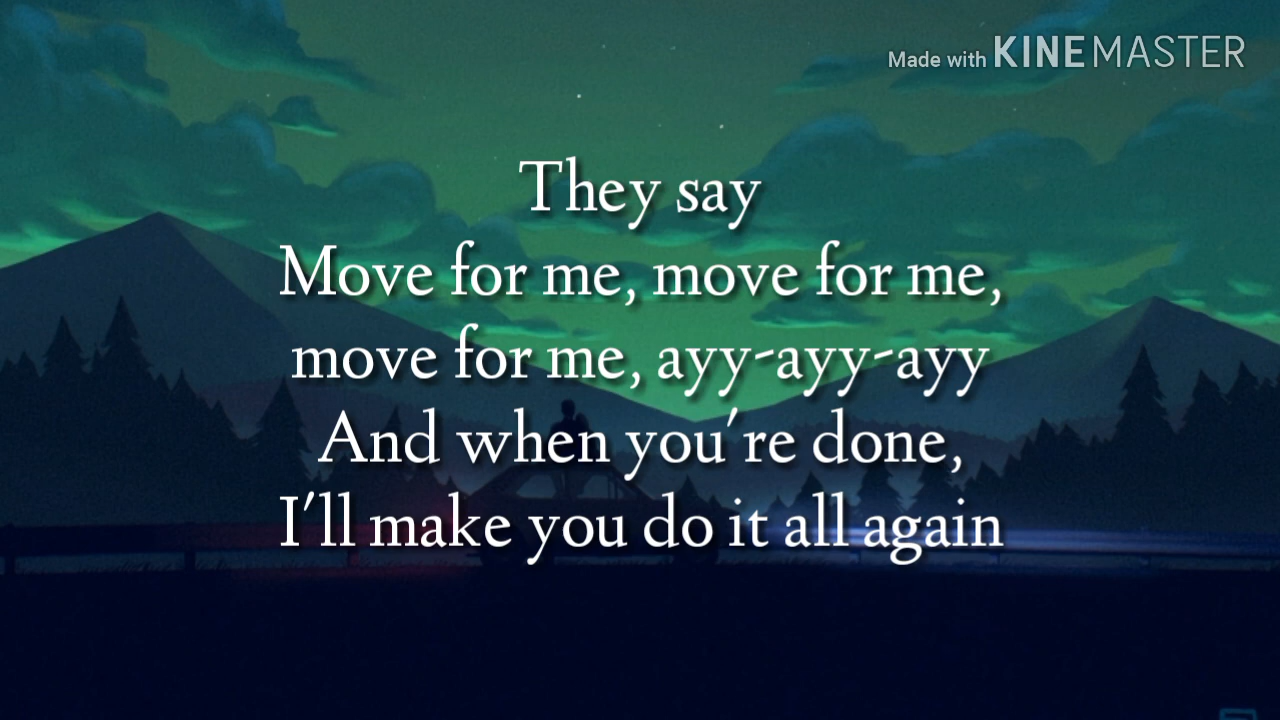 Made with KINEMASTER
They say
Move for me, move for me,
move for me, ayy-ayy-ayy
And when you're done,
I'll make you do it all again